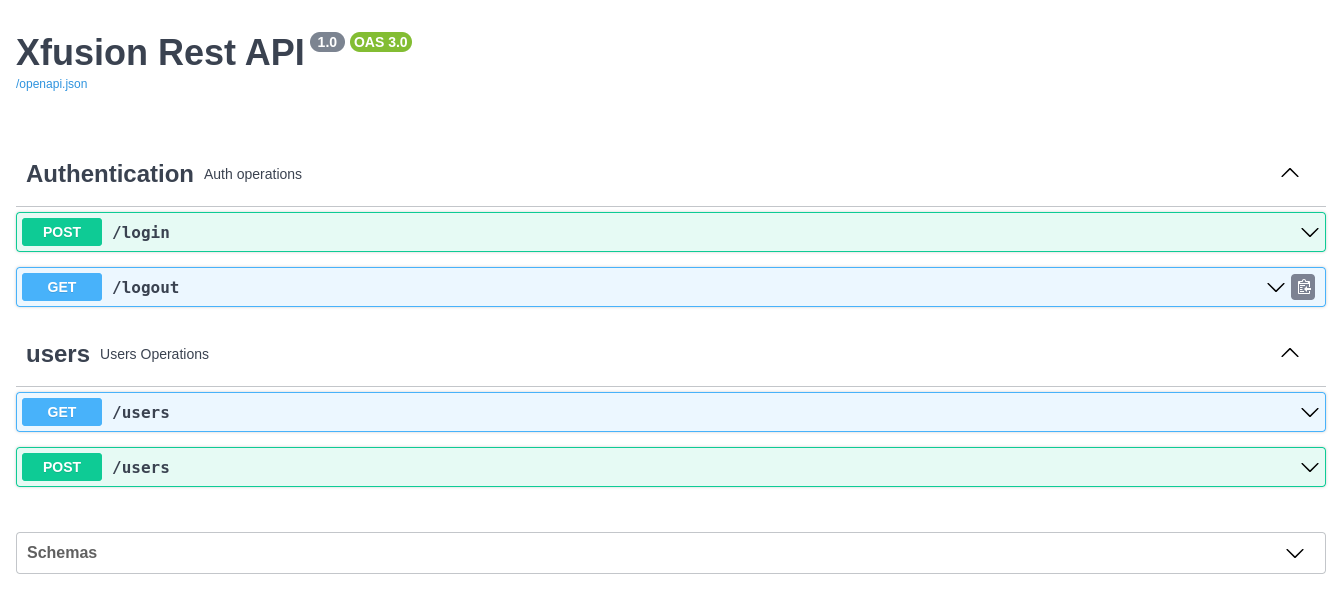 Xfusion Rest API 1.0 OAS 3.0
/openapi.json
Authentication Auth operations
POST /login
GET /logout
users Users Operations
GET /users
POST /users
Schemas